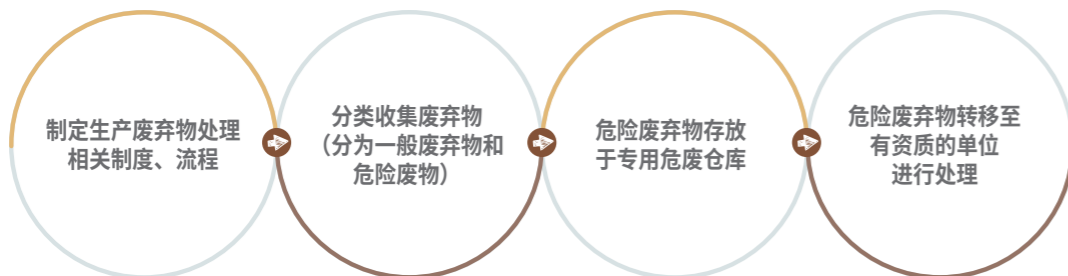 制定生产废弃物处理
相关制度、流程
分类收集废弃物
（分为一般废弃物和
危险废物）
危险废弃物存放
于专用危废仓库
危险废弃物转移至
有资质的单位
进行处理